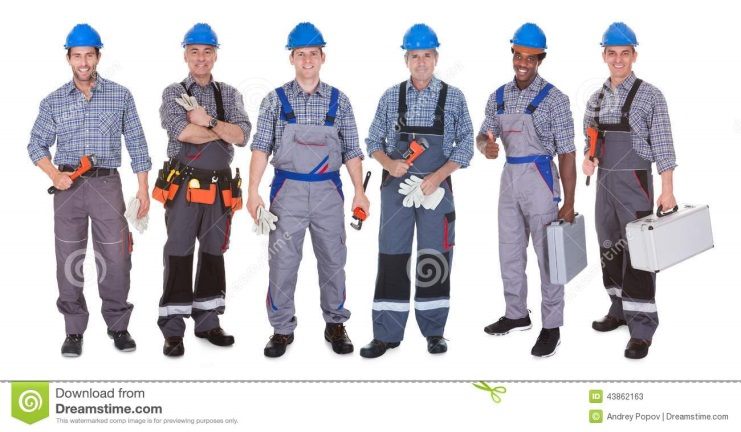 Download from
Dreamstime.com
This watermarked comp image is for previewing purposes only.
ID 43862163
© Andrey Popov | Dreamstime.com